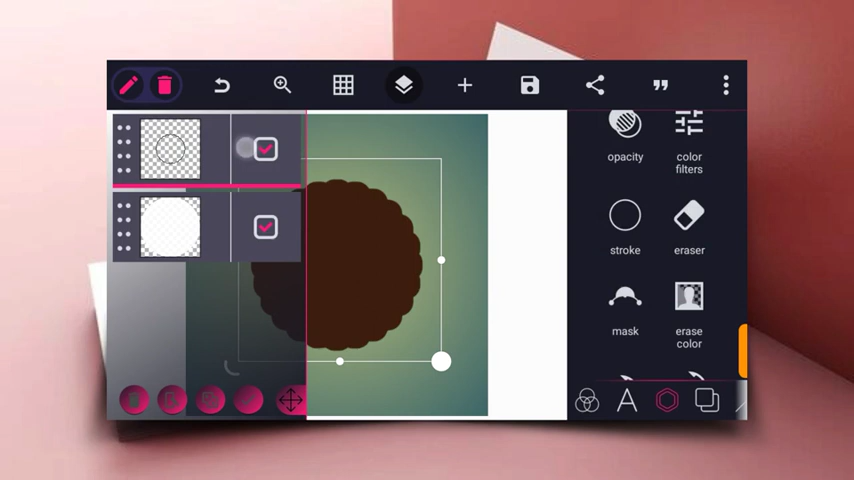 opacity
color
filters
stroke
eraser
mask
erase
color